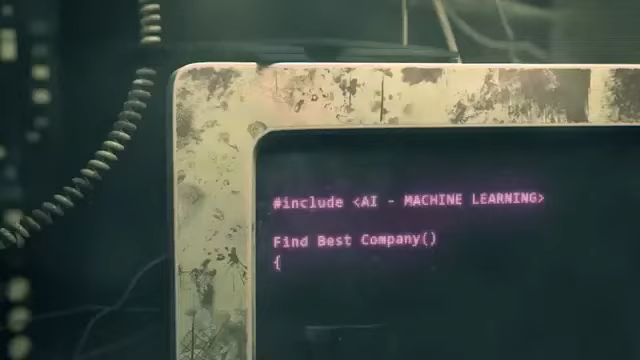 #include <AI - MACHINE LEARNING>
Find Best Company()
{